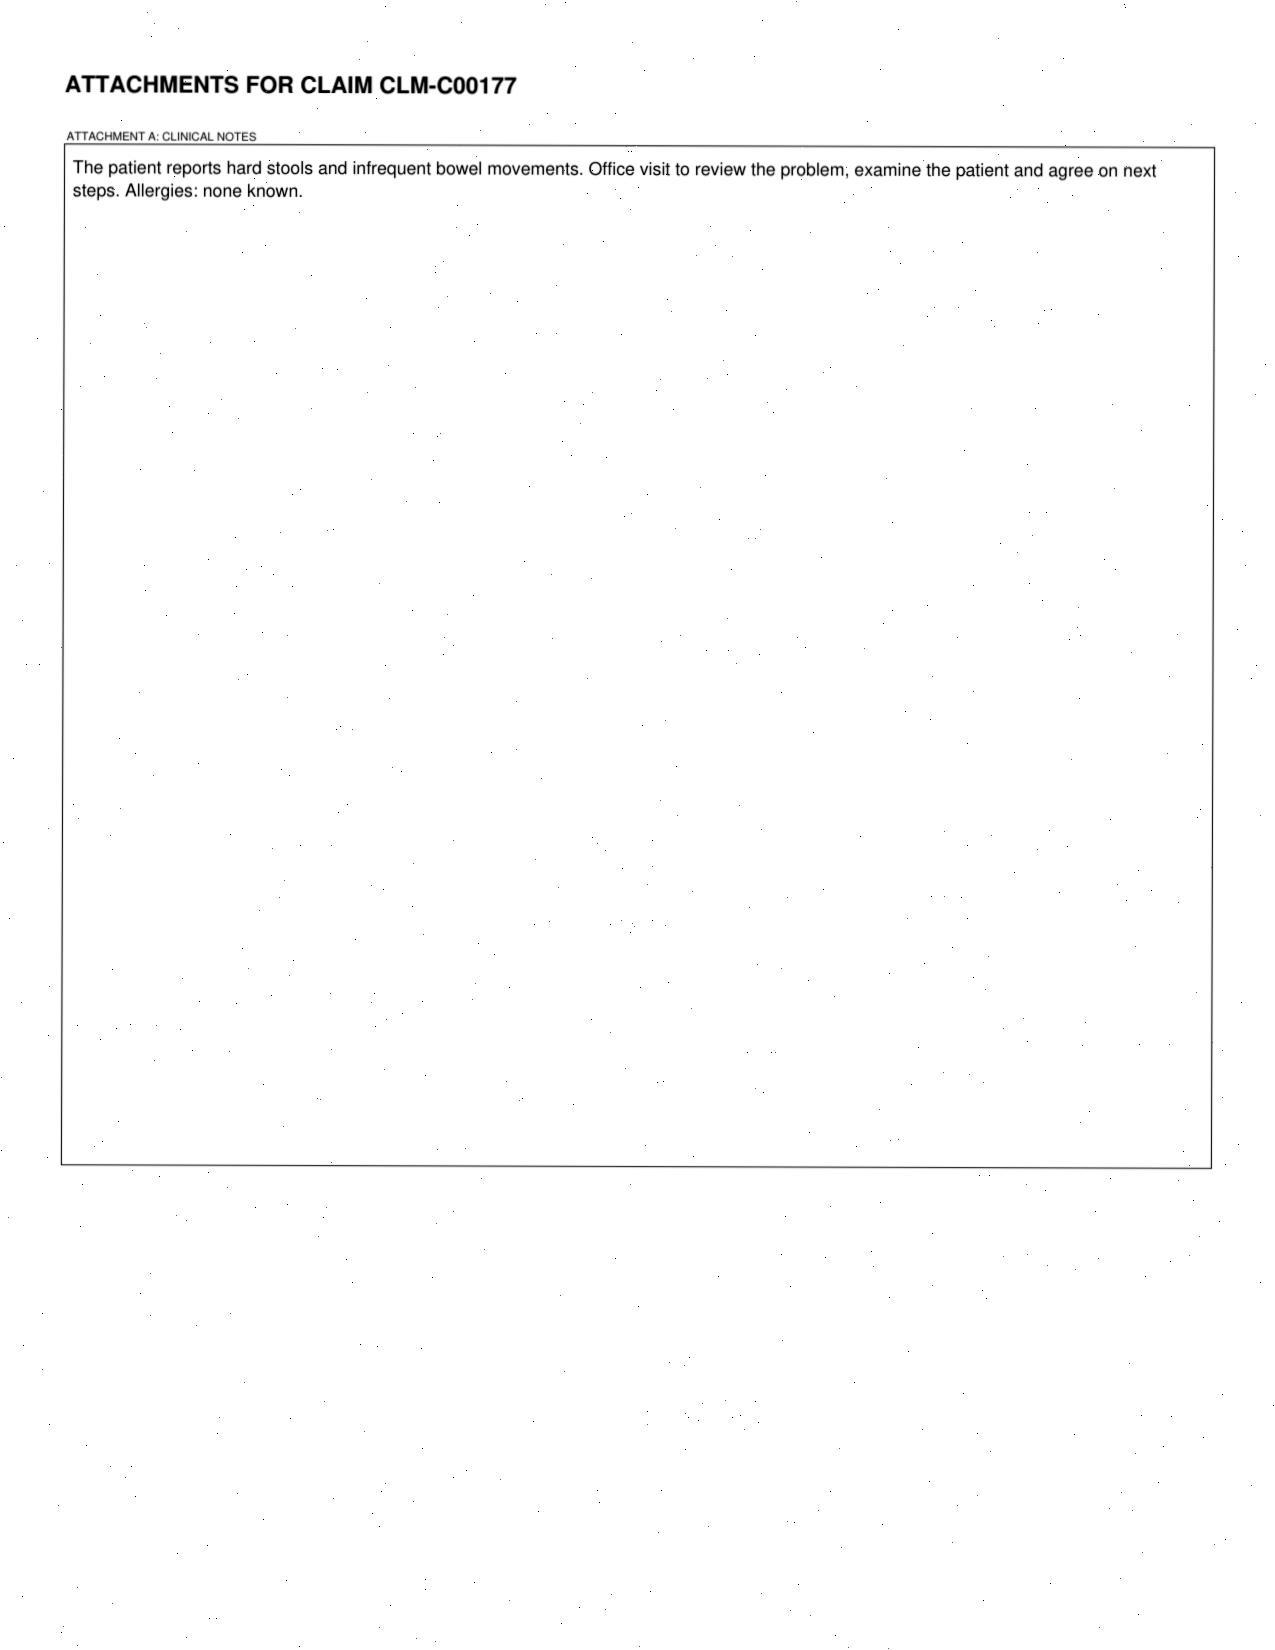 ATTACHMENTS FOR CLAIM CLM-C00177
ATTACHMENT A: CLINICAL NOTES
The patient reports hard stools and infrequent bowel movements. Office visit to review the problem, examine the patient and agree on next
steps. Allergies: none known.